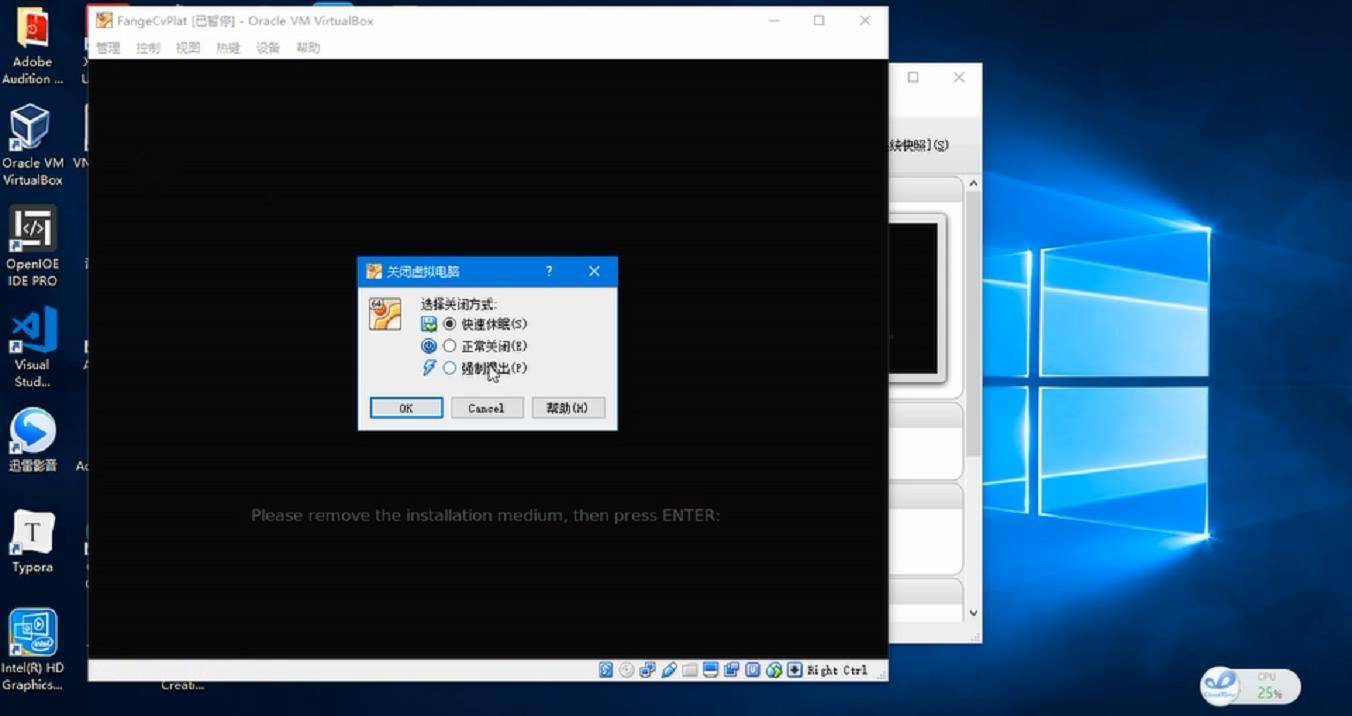 FangeCvPlat [已暂停] - Oracle VM VirtualBox
管理 控制 视图 热键 设备 帮助
Adobe
Audition ...
Oracle VM
VirtualBox
VN
OpenIOE
IDE PRO
Visual
Stud...
迅雷影音
Typora
Intel(R) HD
Graphics...
Creati...
续快照](S)
关闭虚拟电脑
64
选择关闭方式:
快速休眠(S)
正常关闭(E)
强制退出(P)
OK Cancel 帮助(H)
Please remove the installation medium, then press ENTER:
Right Ctrl
CPU
25%